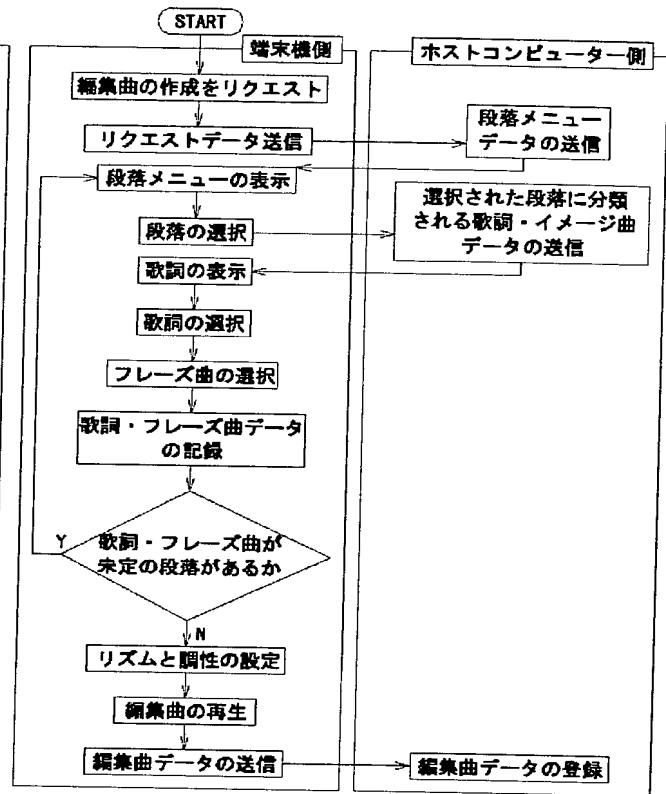 START
端末機側
ホストコンピューター側
編集曲の作成をリクエスト
リクエストデータ送信
段落メニュー
データの送信
段落メニューの表示
選択された段落に分類
される歌詞・イメージ曲
データの送信
段落の選択
歌詞の表示
歌詞の選択
フレーズ曲の選択
歌詞・フレーズ曲データ
の記録
Y
歌詞・フレーズ曲が
未定の段落があるか
N
リズムと調性の設定
編集曲の再生
編集曲データの送信
編集曲データの登録